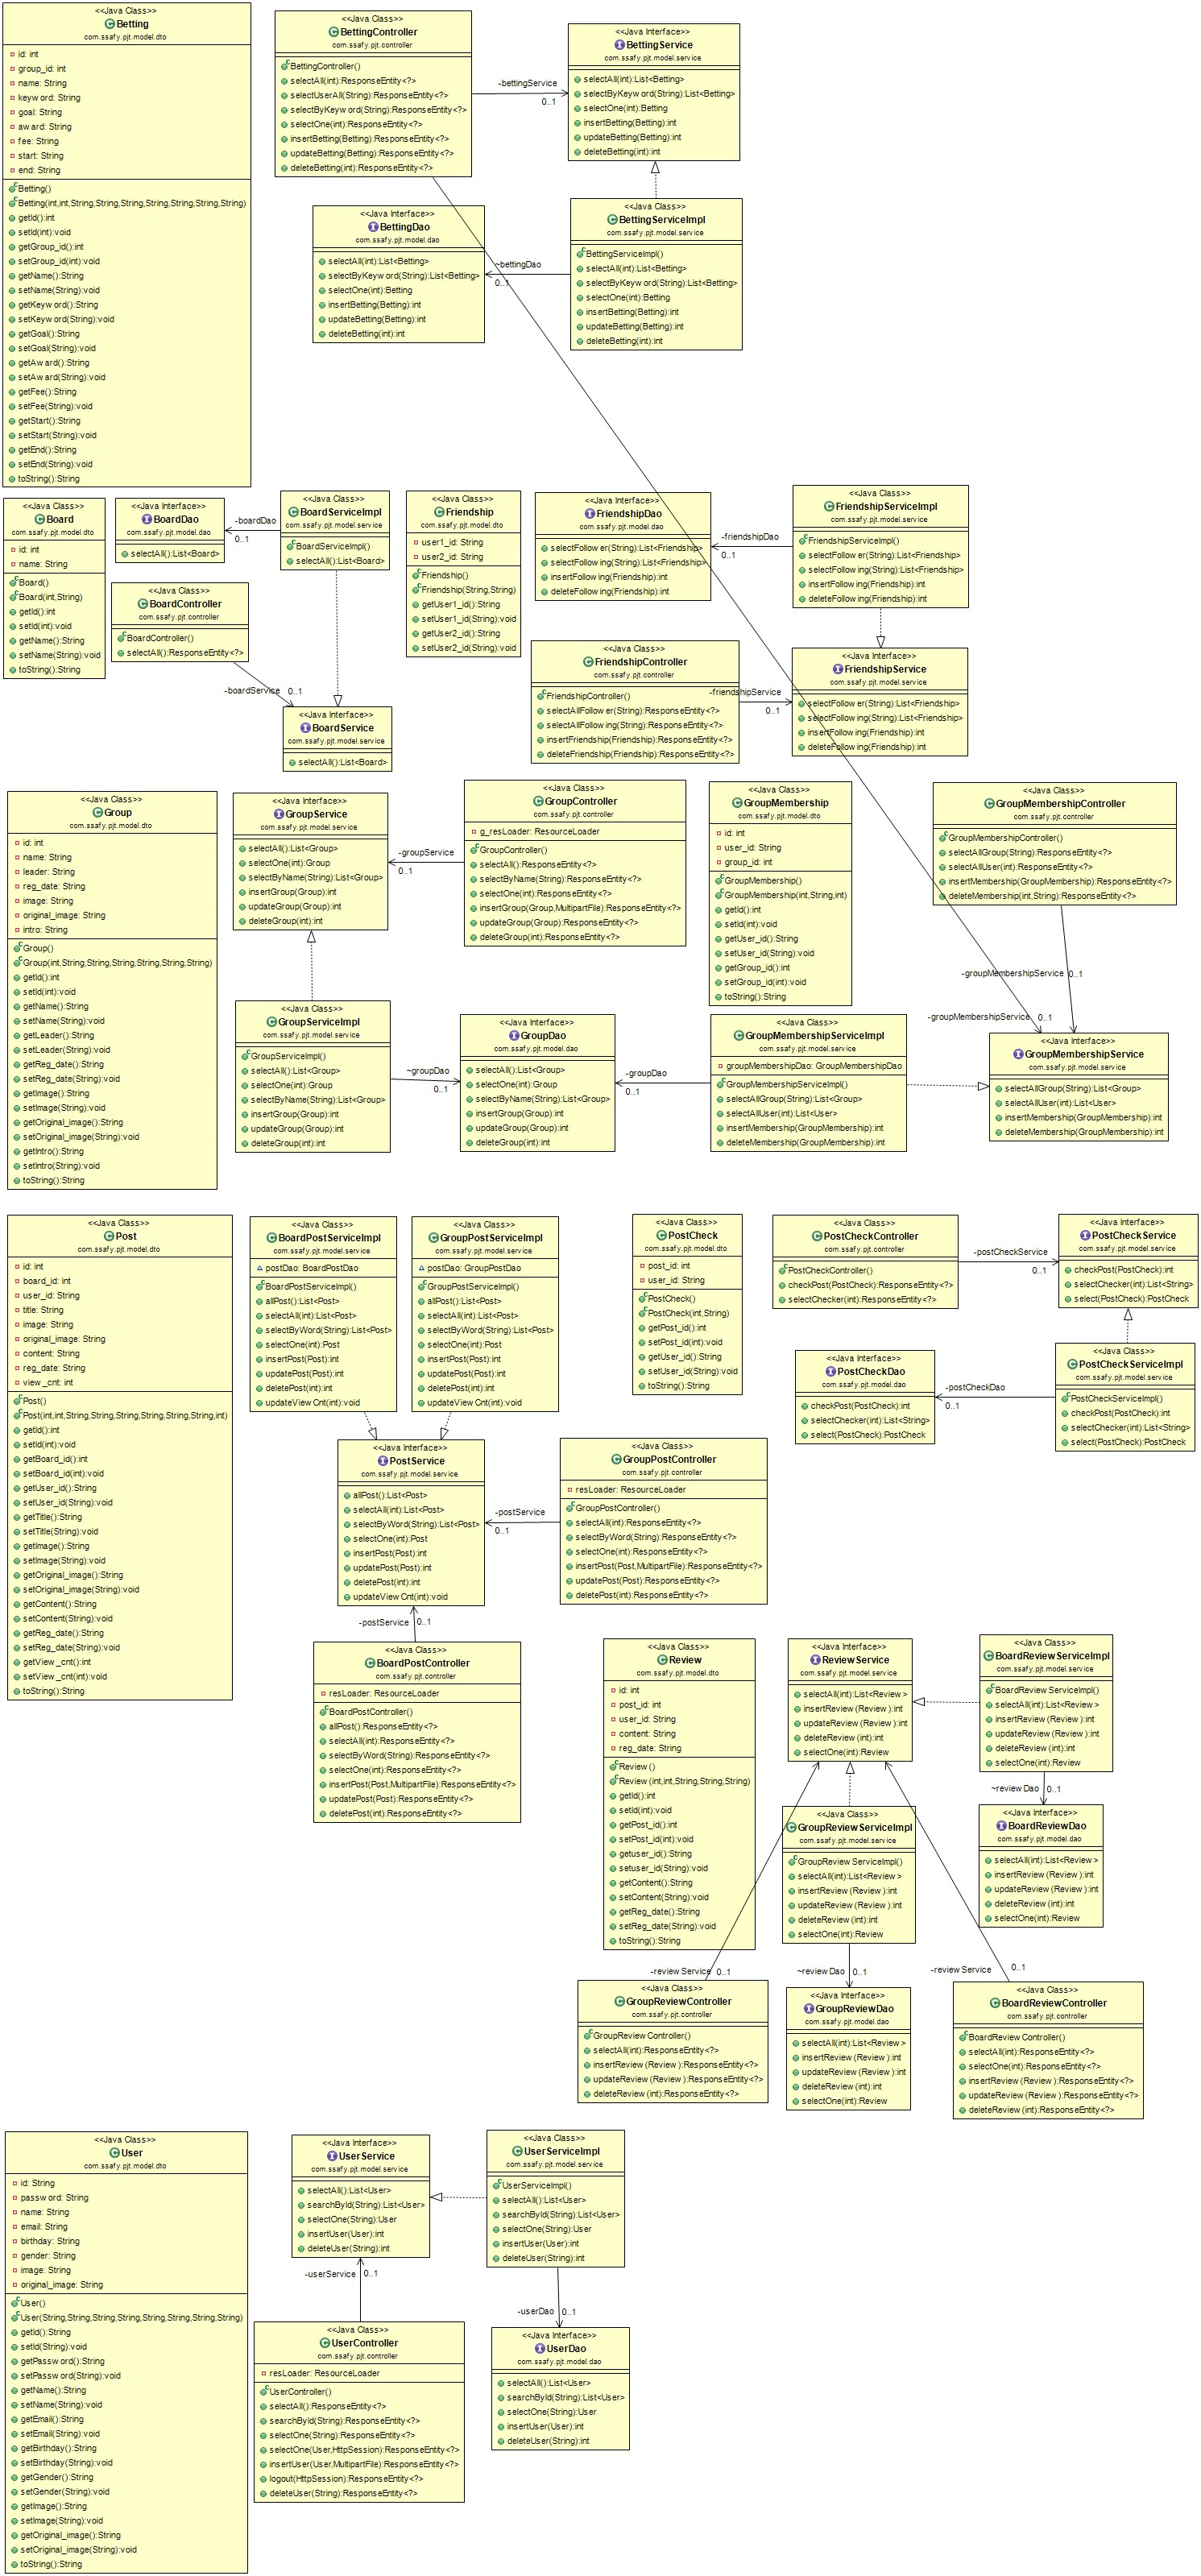 <<Java Class>>
Betting
com.ssafy.pjt.model.dto
id: int
group_id: int
name: String
keyword: String
goal: String
award: String
fee: String
start: String
end: String
Betting()
Betting(int,int,String,String,String,String,String,String,String)
getId():int
setId(int):void
getGroup_id():int
setGroup_id(int):void
getName():String
setName(String):void
getKeyword():String
setKeyword(String):void
getGoal():String
setGoal(String):void
getAward():String
setAward(String):void
getFee():String
setFee(String):void
getStart():String
setStart(String):void
getEnd():String
setEnd(String):void
toString():String
<<Java Class>>
BettingController
com.ssafy.pjt.controller
BettingController()
selectAll(int):ResponseEntity<?>
selectUserAll(String):ResponseEntity<?>
selectByKeyword(String):ResponseEntity<?>
selectOne(int):ResponseEntity<?>
insertBetting(Betting):ResponseEntity<?>
updateBetting(Betting):ResponseEntity<?>
deleteBetting(int):ResponseEntity<?>
-bettingService
0..1
<<Java Interface>>
BettingService
com.ssafy.pjt.model.service
selectAll(int):List<Betting>
selectByKeyword(String):List<Betting>
selectOne(int):Betting
insertBetting(Betting):int
updateBetting(Betting):int
deleteBetting(int):int
<<Java Interface>>
BettingDao
com.ssafy.pjt.model.dao
selectAll(int):List<Betting>
selectByKeyword(String):List<Betting>
selectOne(int):Betting
insertBetting(Betting):int
updateBetting(Betting):int
deleteBetting(int):int
~bettingDao
0..1
<<Java Class>>
BettingServiceImpl
com.ssafy.pjt.model.service
BettingServiceImpl()
selectAll(int):List<Betting>
selectByKeyword(String):List<Betting>
selectOne(int):Betting
insertBetting(Betting):int
updateBetting(Betting):int
deleteBetting(int):int
<<Java Class>>
Board
com.ssafy.pjt.model.dto
id: int
name: String
Board()
Board(int,String)
getId():int
setId(int):void
getName():String
setName(String):void
toString():String
<<Java Interface>>
BoardDao
com.ssafy.pjt.model.dao
selectAll():List<Board>
-boardDao
0..1
<<Java Class>>
BoardServiceImpl
com.ssafy.pjt.model.service
BoardServiceImpl()
selectAll():List<Board>
<<Java Class>>
BoardController
com.ssafy.pjt.controller
BoardController()
selectAll():ResponseEntity<?>
-boardService
0..1
<<Java Interface>>
BoardService
com.ssafy.pjt.model.service
selectAll():List<Board>
<<Java Class>>
Friendship
com.ssafy.pjt.model.dto
user1_id: String
user2_id: String
Friendship()
Friendship(String,String)
getUser1_id():String
setUser1_id(String):void
getUser2_id():String
setUser2_id(String):void
<<Java Interface>>
FriendshipDao
com.ssafy.pjt.model.dao
selectFollower(String):List<Friendship>
selectFollowing(String):List<Friendship>
insertFollowing(Friendship):int
deleteFollowing(Friendship):int
-friendshipDao
0..1
<<Java Class>>
FriendshipServiceImpl
com.ssafy.pjt.model.service
FriendshipServiceImpl()
selectFollower(String):List<Friendship>
selectFollowing(String):List<Friendship>
insertFollowing(Friendship):int
deleteFollowing(Friendship):int
<<Java Class>>
FriendshipController
com.ssafy.pjt.controller
FriendshipController()
selectAllFollower(String):ResponseEntity<?>
selectAllFollowing(String):ResponseEntity<?>
insertFriendship(Friendship):ResponseEntity<?>
deleteFriendship(Friendship):ResponseEntity<?>
-friendshipService
0..1
<<Java Interface>>
FriendshipService
com.ssafy.pjt.model.service
selectFollower(String):List<Friendship>
selectFollowing(String):List<Friendship>
insertFollowing(Friendship):int
deleteFollowing(Friendship):int
<<Java Class>>
Group
com.ssafy.pjt.model.dto
id: int
name: String
leader: String
reg_date: String
image: String
original_image: String
intro: String
Group()
Group(int,String,String,String,String,String,String)
getId():int
setId(int):void
getName():String
setName(String):void
getLeader():String
setLeader(String):void
getReg_date():String
setReg_date(String):void
getImage():String
setImage(String):void
getOriginal_image():String
setOriginal_image(String):void
getIntro():String
setIntro(String):void
toString():String
<<Java Interface>>
GroupService
com.ssafy.pjt.model.service
selectAll():List<Group>
selectOne(int):Group
selectByName(String):List<Group>
insertGroup(Group):int
updateGroup(Group):int
deleteGroup(int):int
-groupService
0..1
<<Java Class>>
GroupController
com.ssafy.pjt.controller
g_resLoader: ResourceLoader
GroupController()
selectAll():ResponseEntity<?>
selectByName(String):ResponseEntity<?>
selectOne(int):ResponseEntity<?>
insertGroup(Group,MultipartFile):ResponseEntity<?>
updateGroup(Group):ResponseEntity<?>
deleteGroup(int):ResponseEntity<?>
<<Java Class>>
GroupMembership
com.ssafy.pjt.model.dto
id: int
user_id: String
group_id: int
GroupMembership()
GroupMembership(int,String,int)
getId():int
setId(int):void
getUser_id():String
setUser_id(String):void
getGroup_id():int
setGroup_id(int):void
toString():String
<<Java Class>>
GroupMembershipController
com.ssafy.pjt.controller
GroupMembershipController()
selectAllGroup(String):ResponseEntity<?>
selectAllUser(int):ResponseEntity<?>
insertMembership(GroupMembership):ResponseEntity<?>
deleteMembership(int,String):ResponseEntity<?>
-groupMembershipService
0..1
-groupMembershipService
0..1
<<Java Class>>
GroupServiceImpl
com.ssafy.pjt.model.service
GroupServiceImpl()
selectAll():List<Group>
selectOne(int):Group
selectByName(String):List<Group>
insertGroup(Group):int
updateGroup(Group):int
deleteGroup(int):int
~groupDao
0..1
<<Java Interface>>
GroupDao
com.ssafy.pjt.model.dao
selectAll():List<Group>
selectOne(int):Group
selectByName(String):List<Group>
insertGroup(Group):int
updateGroup(Group):int
deleteGroup(int):int
-groupDao
0..1
<<Java Class>>
GroupMembershipServiceImpl
com.ssafy.pjt.model.service
groupMembershipDao: GroupMembershipDao
GroupMembershipServiceImpl()
selectAllGroup(String):List<Group>
selectAllUser(int):List<User>
insertMembership(GroupMembership):int
deleteMembership(GroupMembership):int
<<Java Interface>>
GroupMembershipService
com.ssafy.pjt.model.service
selectAllGroup(String):List<Group>
selectAllUser(int):List<User>
insertMembership(GroupMembership):int
deleteMembership(GroupMembership):int
<<Java Class>>
Post
com.ssafy.pjt.model.dto
id: int
board_id: int
user_id: String
title: String
image: String
original_image: String
content: String
reg_date: String
view_cnt: int
Post()
Post(int,int,String,String,String,String,String,String,int)
getId():int
setId(int):void
getBoard_id():int
setBoard_id(int):void
getUser_id():String
setUser_id(String):void
getTitle():String
setTitle(String):void
getImage():String
setImage(String):void
getOriginal_image():String
setOriginal_image(String):void
getContent():String
setContent(String):void
getReg_date():String
setReg_date(String):void
getView_cnt():int
setView_cnt(int):void
toString():String
<<Java Class>>
BoardPostServiceImpl
com.ssafy.pjt.model.service
postDao: BoardPostDao
BoardPostServiceImpl()
allPost():List<Post>
selectAll(int):List<Post>
selectByWord(String):List<Post>
selectOne(int):Post
insertPost(Post):int
updatePost(Post):int
deletePost(int):int
updateViewCnt(int):void
<<Java Class>>
GroupPostServiceImpl
com.ssafy.pjt.model.service
postDao: GroupPostDao
GroupPostServiceImpl()
allPost():List<Post>
selectAll(int):List<Post>
selectByWord(String):List<Post>
selectOne(int):Post
insertPost(Post):int
updatePost(Post):int
deletePost(int):int
updateViewCnt(int):void
<<Java Class>>
PostCheck
com.ssafy.pjt.model.dto
post_id: int
user_id: String
PostCheck()
PostCheck(int,String)
getPost_id():int
setPost_id(int):void
getUser_id():String
setUser_id(String):void
toString():String
<<Java Class>>
PostCheckController
com.ssafy.pjt.controller
PostCheckController()
checkPost(PostCheck):ResponseEntity<?>
selectChecker(int):ResponseEntity<?>
-postCheckService
0..1
<<Java Interface>>
PostCheckService
com.ssafy.pjt.model.service
checkPost(PostCheck):int
selectChecker(int):List<String>
select(PostCheck):PostCheck
<<Java Interface>>
PostCheckDao
com.ssafy.pjt.model.dao
checkPost(PostCheck):int
selectChecker(int):List<String>
select(PostCheck):PostCheck
-postCheckDao
0..1
<<Java Class>>
PostCheckServiceImpl
com.ssafy.pjt.model.service
PostCheckServiceImpl()
checkPost(PostCheck):int
selectChecker(int):List<String>
select(PostCheck):PostCheck
<<Java Interface>>
PostService
com.ssafy.pjt.model.service
allPost():List<Post>
selectAll(int):List<Post>
selectByWord(String):List<Post>
selectOne(int):Post
insertPost(Post):int
updatePost(Post):int
deletePost(int):int
updateViewCnt(int):void
-postService
0..1
<<Java Class>>
GroupPostController
com.ssafy.pjt.controller
resLoader: ResourceLoader
GroupPostController()
selectAll(int):ResponseEntity<?>
selectByWord(String):ResponseEntity<?>
selectOne(int):ResponseEntity<?>
insertPost(Post,MultipartFile):ResponseEntity<?>
updatePost(Post):ResponseEntity<?>
deletePost(int):ResponseEntity<?>
-postService
0..1
<<Java Class>>
BoardPostController
com.ssafy.pjt.controller
resLoader: ResourceLoader
BoardPostController()
allPost():ResponseEntity<?>
selectAll(int):ResponseEntity<?>
selectByWord(String):ResponseEntity<?>
selectOne(int):ResponseEntity<?>
insertPost(Post,MultipartFile):ResponseEntity<?>
updatePost(Post):ResponseEntity<?>
deletePost(int):ResponseEntity<?>
<<Java Class>>
Review
com.ssafy.pjt.model.dto
id: int
post_id: int
user_id: String
content: String
reg_date: String
Review()
Review(int,int,String,String,String)
getId():int
setId(int):void
getPost_id():int
setPost_id(int):void
getuser_id():String
setuser_id(String):void
getContent():String
setContent(String):void
getReg_date():String
setReg_date(String):void
toString():String
<<Java Interface>>
ReviewService
com.ssafy.pjt.model.service
selectAll(int):List<Review>
insertReview(Review):int
updateReview(Review):int
deleteReview(int):int
selectOne(int):Review
<<Java Class>>
BoardReviewServiceImpl
com.ssafy.pjt.model.service
BoardReviewServiceImpl()
selectAll(int):List<Review>
insertReview(Review):int
updateReview(Review):int
deleteReview(int):int
selectOne(int):Review
~reviewDao
0..1
<<Java Class>>
GroupReviewServiceImpl
com.ssafy.pjt.model.service
GroupReviewServiceImpl()
selectAll(int):List<Review>
insertReview(Review):int
updateReview(Review):int
deleteReview(int):int
selectOne(int):Review
<<Java Interface>>
BoardReviewDao
com.ssafy.pjt.model.dao
selectAll(int):List<Review>
insertReview(Review):int
updateReview(Review):int
deleteReview(int):int
selectOne(int):Review
-reviewService
0..1
~reviewDao
0..1
-reviewService
0..1
<<Java Class>>
GroupReviewController
com.ssafy.pjt.controller
GroupReviewController()
selectAll(int):ResponseEntity<?>
insertReview(Review):ResponseEntity<?>
updateReview(Review):ResponseEntity<?>
deleteReview(int):ResponseEntity<?>
<<Java Interface>>
GroupReviewDao
com.ssafy.pjt.model.dao
selectAll(int):List<Review>
insertReview(Review):int
updateReview(Review):int
deleteReview(int):int
selectOne(int):Review
<<Java Class>>
BoardReviewController
com.ssafy.pjt.controller
BoardReviewController()
selectAll(int):ResponseEntity<?>
selectOne(int):ResponseEntity<?>
insertReview(Review):ResponseEntity<?>
updateReview(Review):ResponseEntity<?>
deleteReview(int):ResponseEntity<?>
<<Java Class>>
User
com.ssafy.pjt.model.dto
id: String
password: String
name: String
email: String
birthday: String
gender: String
image: String
original_image: String
User()
User(String,String,String,String,String,String,String,String)
getId():String
setId(String):void
getPassword():String
setPassword(String):void
getName():String
setName(String):void
getEmail():String
setEmail(String):void
getBirthday():String
setBirthday(String):void
getGender():String
setGender(String):void
getImage():String
setImage(String):void
getOriginal_image():String
setOriginal_image(String):void
toString():String
<<Java Interface>>
UserService
com.ssafy.pjt.model.service
selectAll():List<User>
searchById(String):List<User>
selectOne(String):User
insertUser(User):int
deleteUser(String):int
<<Java Class>>
UserServiceImpl
com.ssafy.pjt.model.service
UserServiceImpl()
selectAll():List<User>
searchById(String):List<User>
selectOne(String):User
insertUser(User):int
deleteUser(String):int
-userService
0..1
-userDao
0..1
<<Java Class>>
UserController
com.ssafy.pjt.controller
resLoader: ResourceLoader
UserController()
selectAll():ResponseEntity<?>
searchById(String):ResponseEntity<?>
selectOne(String):ResponseEntity<?>
selectOne(User,HttpSession):ResponseEntity<?>
insertUser(User,MultipartFile):ResponseEntity<?>
logout(HttpSession):ResponseEntity<?>
deleteUser(String):ResponseEntity<?>
<<Java Interface>>
UserDao
com.ssafy.pjt.model.dao
selectAll():List<User>
searchById(String):List<User>
selectOne(String):User
insertUser(User):int
deleteUser(String):int